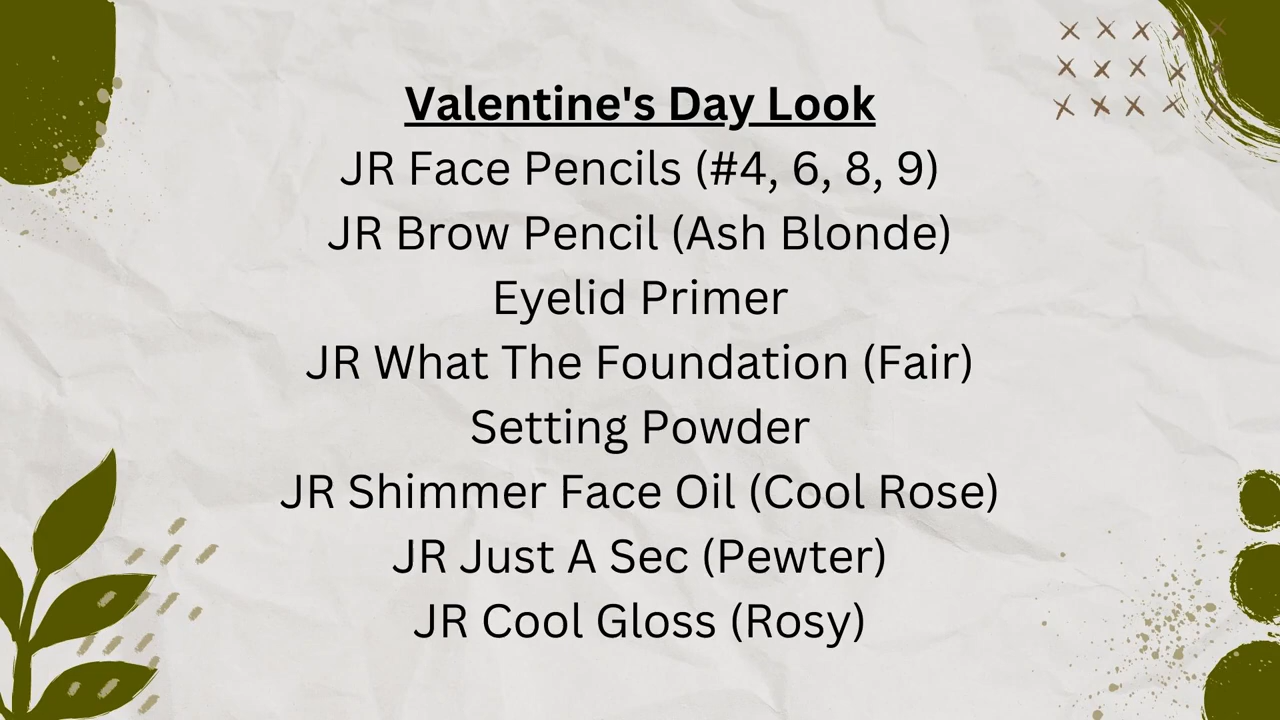 Valentine's Day Look
JR Face Pencils (#4, 6, 8, 9)
JR Brow Pencil (Ash Blonde)
Eyelid Primer
JR What The Foundation (Fair)
Setting Powder
JR Shimmer Face Oil (Cool Rose)
JR Just A Sec (Pewter)
JR Cool Gloss (Rosy)